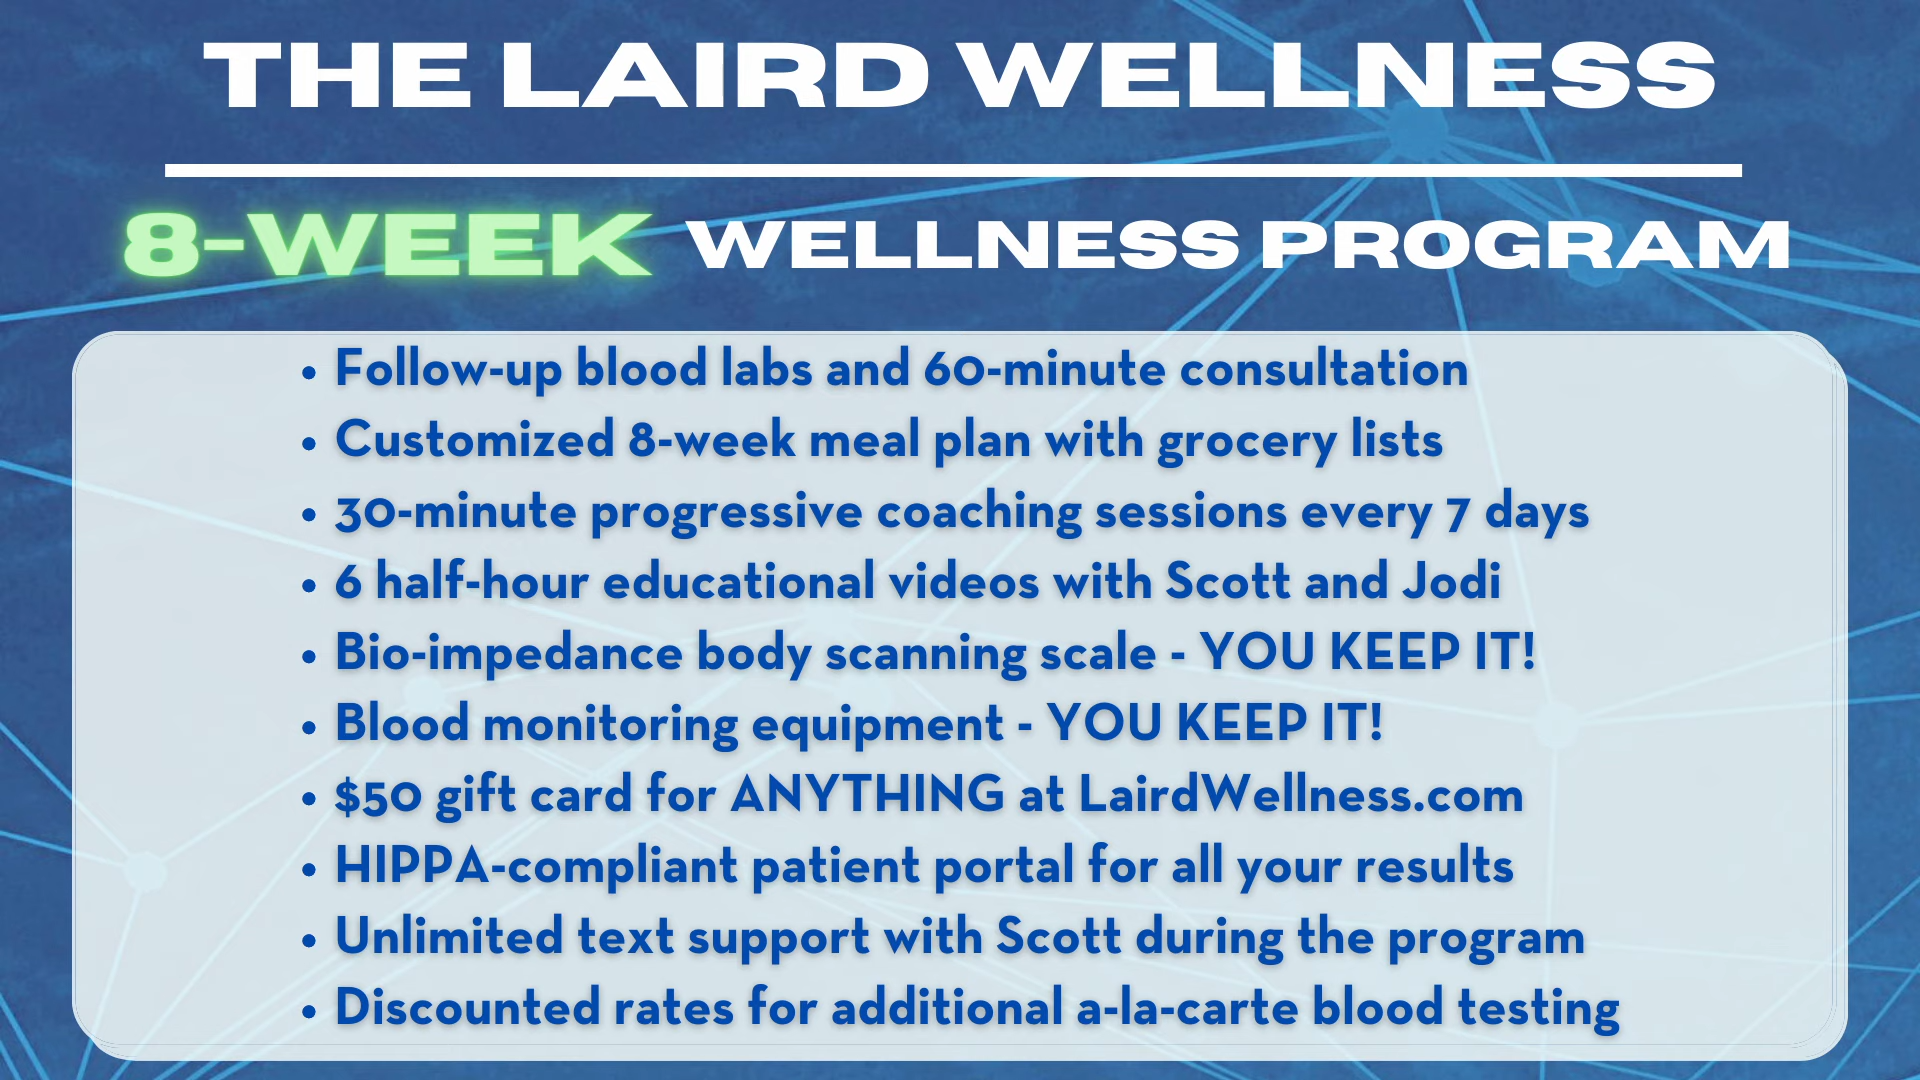 THE LAIRD WELLNESS
8-WEEK WELLNESS PROGRAM
• Follow-up blood labs and 60-minute consultation
• Customized 8-week meal plan with grocery lists
• 30-minute progressive coaching sessions every 7 days
• 6 half-hour educational videos with Scott and Jodi
• Bio-impedance body scanning scale - YOU KEEP IT!
• Blood monitoring equipment - YOU KEEP IT!
• $50 gift card for ANYTHING at LairdWellness.com
• HIPPA-compliant patient portal for all your results
• Unlimited text support with Scott during the program
• Discounted rates for additional a-la-carte blood testing